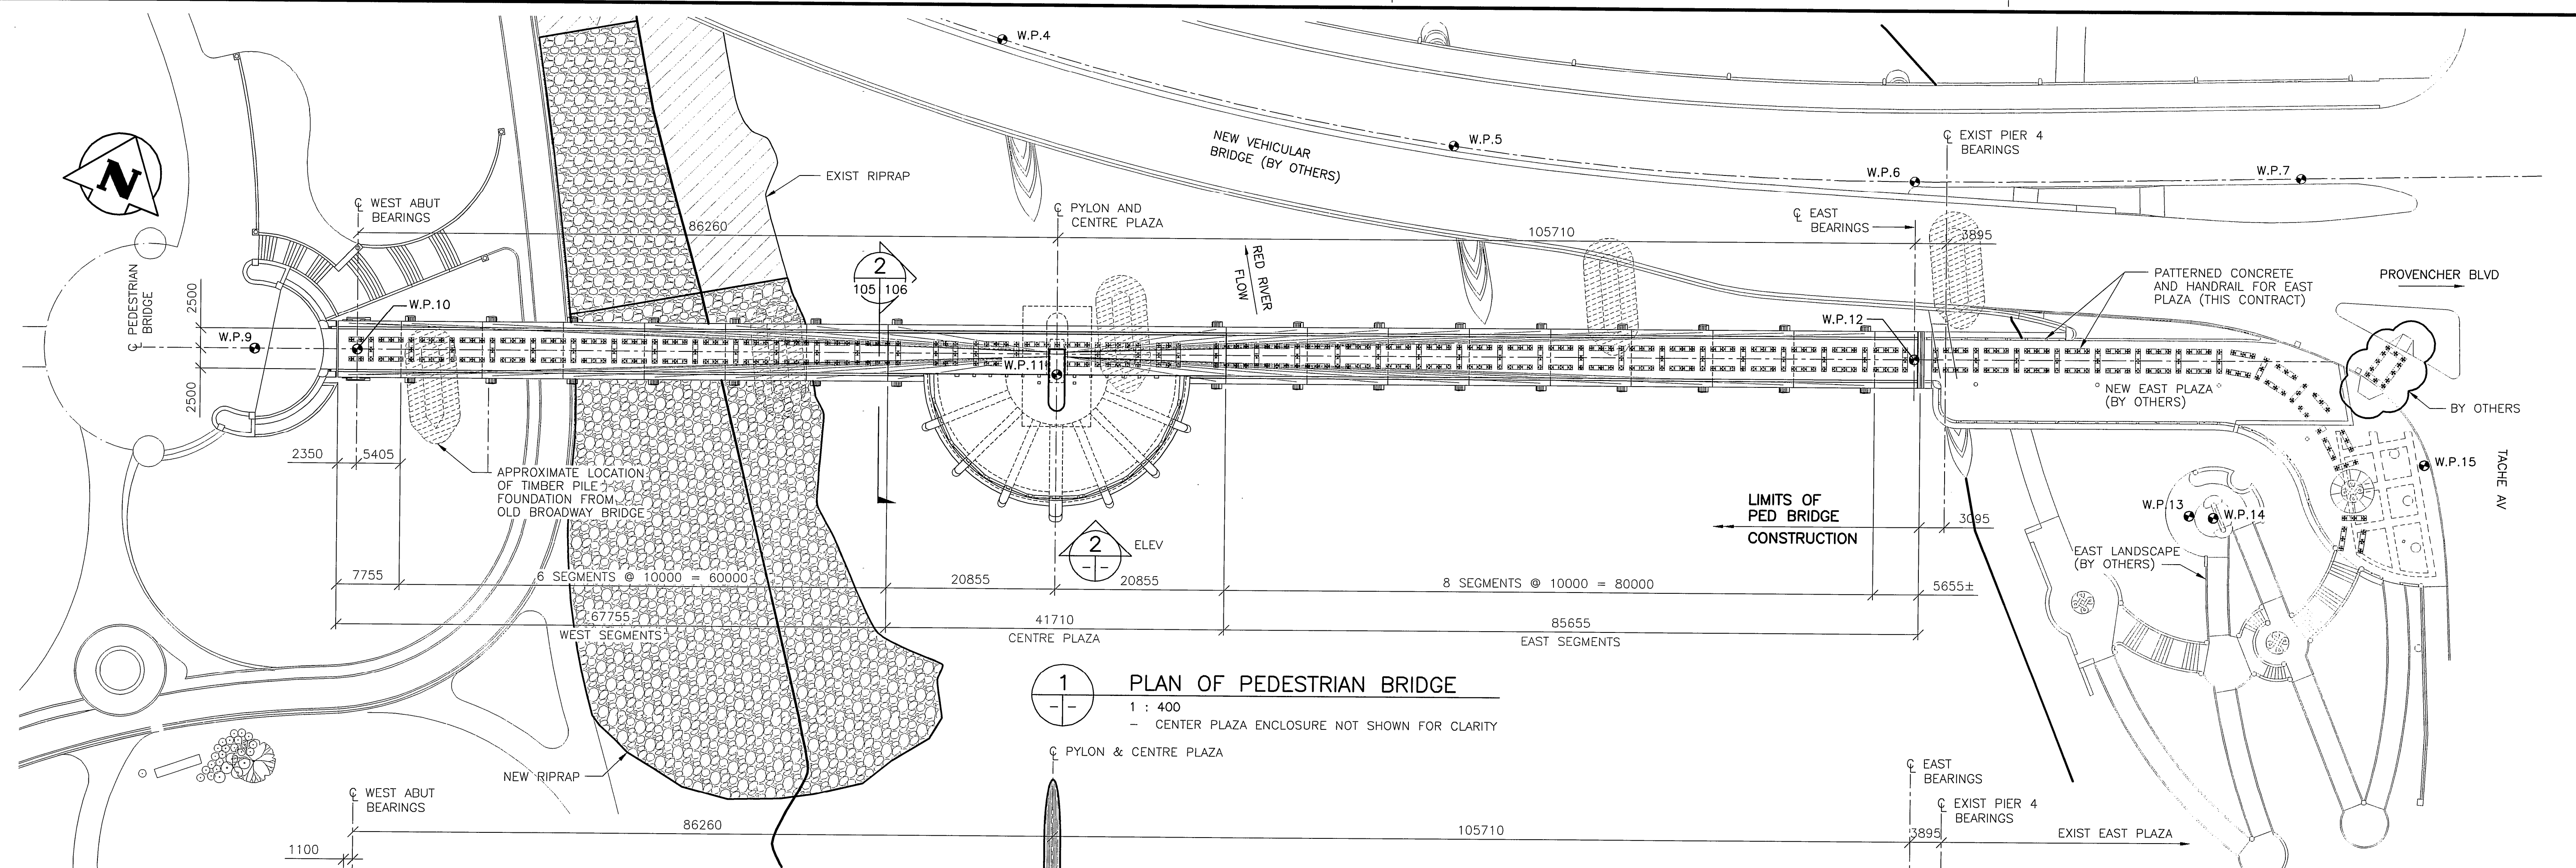 W.P.4
W.P.5
NEW VEHICULAR
BRIDGE (BY OTHERS)
℄ EXIST PIER 4
BEARINGS
W.P.6
W.P.7
N
EXIST RIPRAP
℄ WEST ABUT
BEARINGS
℄ PYLON AND
CENTRE PLAZA
℄ EAST
BEARINGS
86260
105710
3895
RED RIVER
FLOW
2
105 106
PATTERNED CONCRETE
AND HANDRAIL FOR EAST
PLAZA (THIS CONTRACT)
PROVENCHER BLVD
℄ PEDESTRIAN
BRIDGE
2500
2500
W.P.9
W.P.10
W.P.11
W.P.12
NEW EAST PLAZA
(BY OTHERS)
BY OTHERS
2350
5405
APPROXIMATE LOCATION
OF TIMBER PILE
FOUNDATION FROM
OLD BROADWAY BRIDGE
W.P.15
TACHE AV
LIMITS OF
PED BRIDGE
CONSTRUCTION
3095
W.P.13
W.P.14
2
- -
ELEV
EAST LANDSCAPE
(BY OTHERS)
7755
6 SEGMENTS @ 10000 = 60000
20855
20855
8 SEGMENTS @ 10000 = 80000
5655±
67755
WEST SEGMENTS
41710
CENTRE PLAZA
85655
EAST SEGMENTS
1
- -
PLAN OF PEDESTRIAN BRIDGE
1 : 400
- CENTER PLAZA ENCLOSURE NOT SHOWN FOR CLARITY
NEW RIPRAP
℄ PYLON & CENTRE PLAZA
℄ WEST ABUT
BEARINGS
℄ EAST
BEARINGS
℄ EXIST PIER 4
BEARINGS
86260
105710
3895
EXIST EAST PLAZA
1100